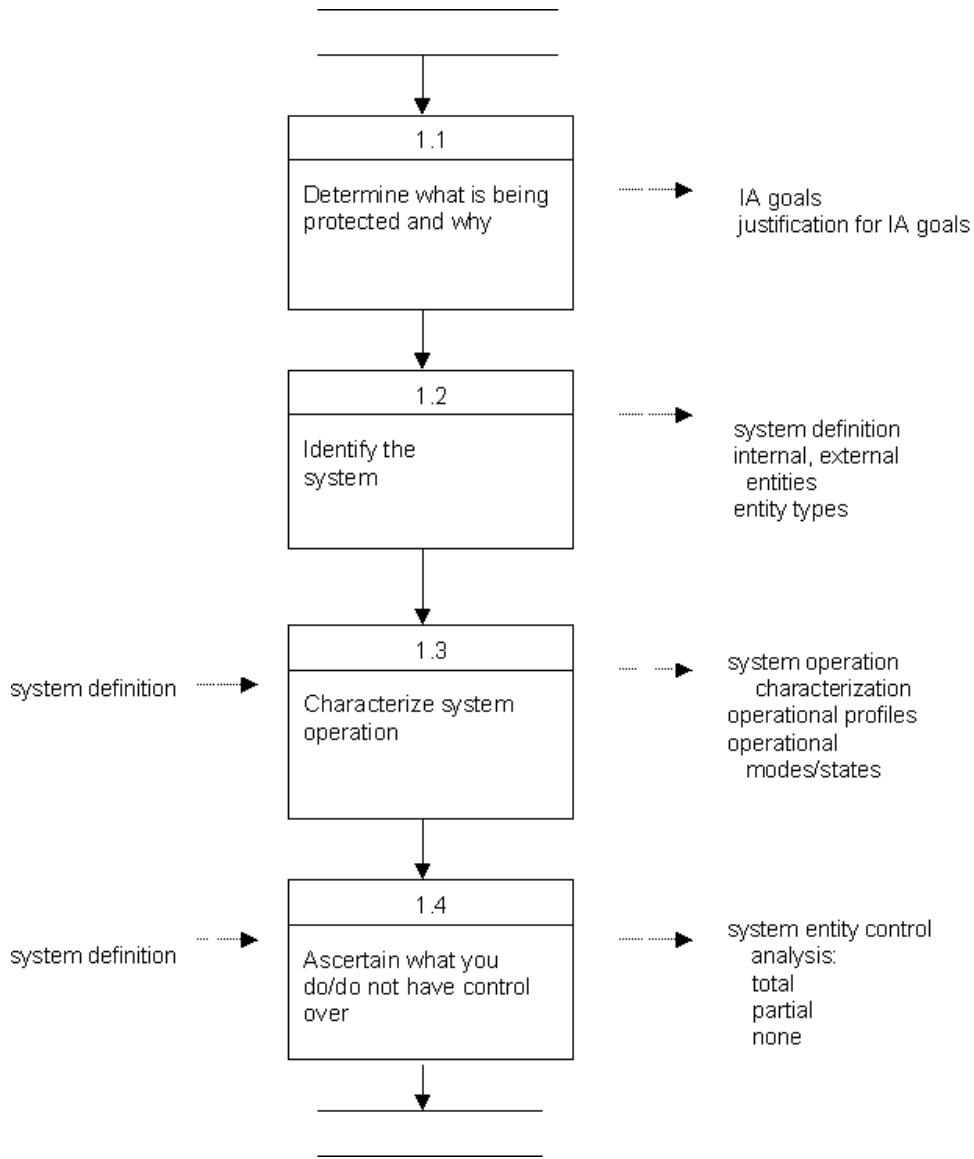 1.1
Determine what is being
protected and why
IA goals
justification for IA goals
1.2
Identify the
system
system definition
internal, external
entities
entity types
1.3
system definition
Characterize system
operation
system operation
characterization
operational profiles
operational
modes/states
1.4
system definition
Ascertain what you
do/do not have control
over
system entity control
analysis:
total
partial
none